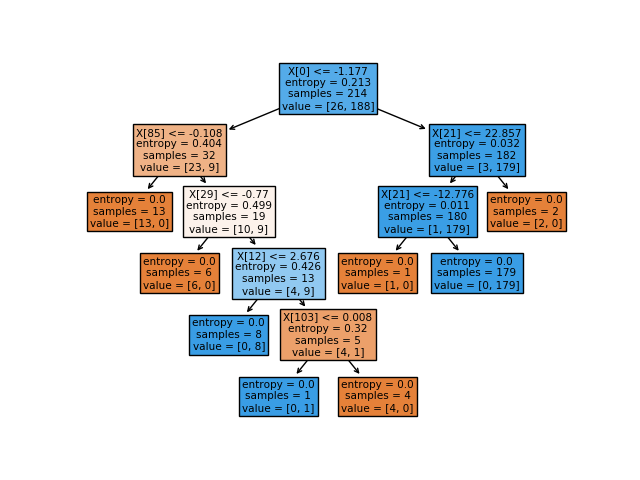 X[0] <= -1.177
entropy = 0.213
samples = 214
value = [26, 188]
X[85] <= -0.108
entropy = 0.404
samples = 32
value = [23, 9]
X[21] <= 22.857
entropy = 0.032
samples = 182
value = [3, 179]
entropy = 0.0
samples = 13
value = [13, 0]
X[29] <= -0.77
entropy = 0.499
samples = 19
value = [10, 9]
X[21] <= -12.776
entropy = 0.011
samples = 180
value = [1, 179]
entropy = 0.0
samples = 2
value = [2, 0]
entropy = 0.0
samples = 6
value = [6, 0]
X[12] <= 2.676
entropy = 0.426
samples = 13
value = [4, 9]
entropy = 0.0
samples = 1
value = [1, 0]
entropy = 0.0
samples = 179
value = [0, 179]
entropy = 0.0
samples = 8
value = [0, 8]
X[103] <= 0.008
entropy = 0.32
samples = 5
value = [4, 1]
entropy = 0.0
samples = 1
value = [0, 1]
entropy = 0.0
samples = 4
value = [4, 0]